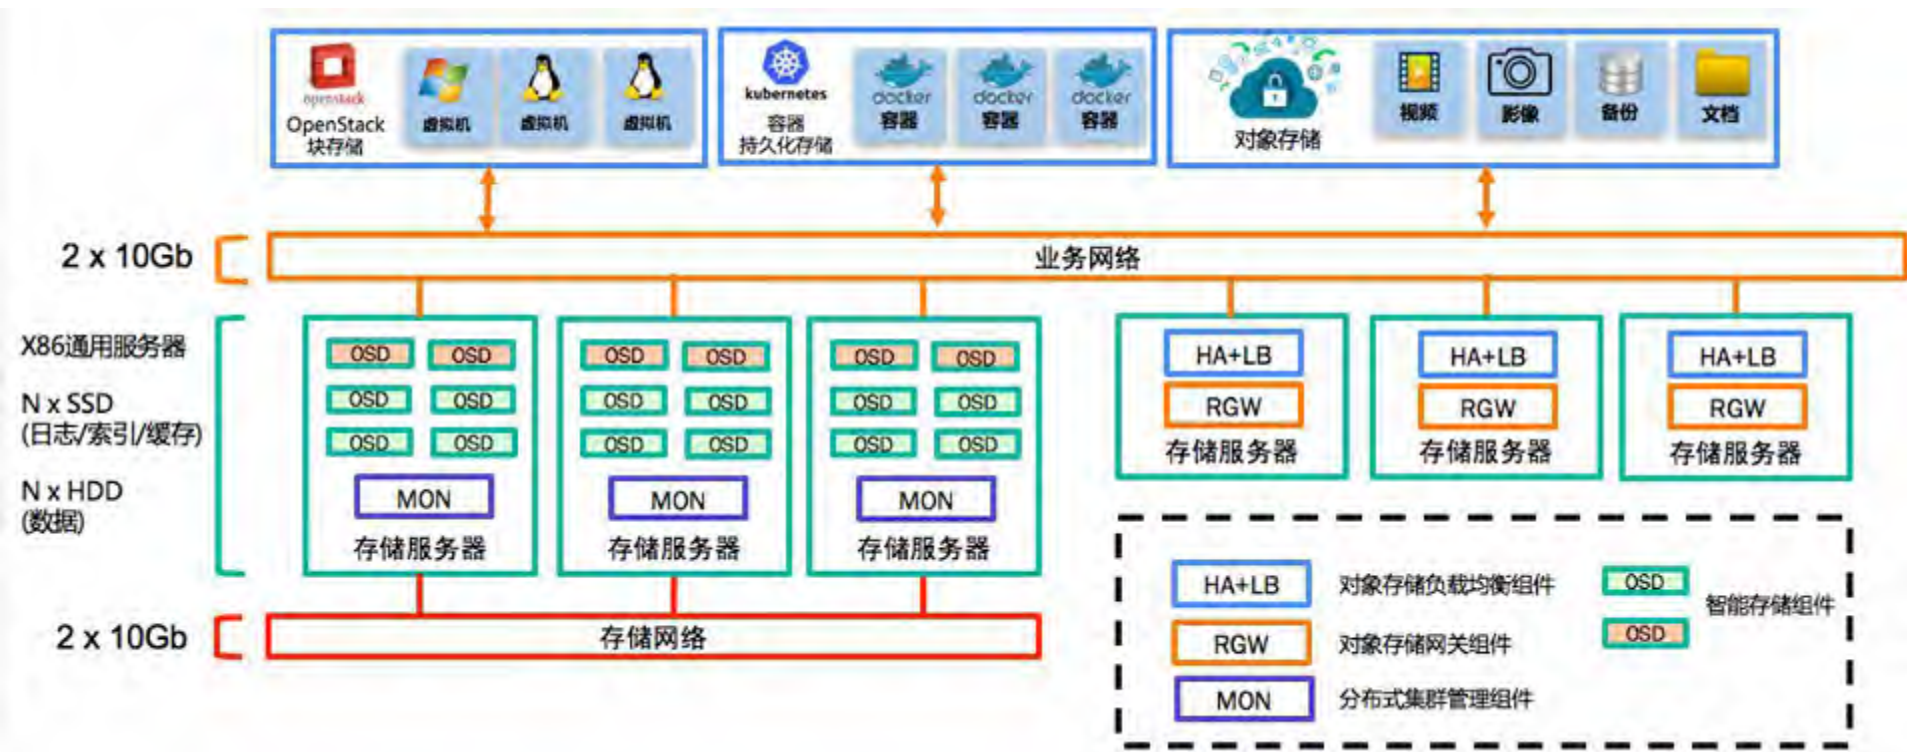 openstack
OpenStack
块存储
虚拟机
虚拟机
虚拟机
kubernetes
容器
持久化存储
docker
容器
docker
容器
docker
容器
对象存储
视频
影像
备份
文档
2 x 10Gb
业务网络
X86通用服务器
N x SSD
(日志/索引/缓存)
N x HDD
(数据)
OSD OSD
OSD OSD
OSD OSD
MON
存储服务器
OSD OSD
OSD OSD
OSD OSD
MON
存储服务器
OSD OSD
OSD OSD
OSD OSD
MON
存储服务器
HA+LB
RGW
存储服务器
HA+LB
RGW
存储服务器
HA+LB
RGW
存储服务器
2 x 10Gb
存储网络
HA+LB 对象存储负载均衡组件
RGW 对象存储网关组件
MON 分布式集群管理组件
OSD
OSD
智能存储组件